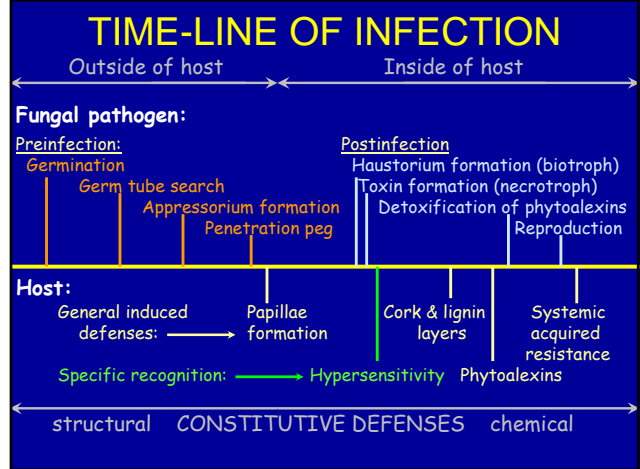 TIME-LINE OF INFECTION
Outside of host
Inside of host
Fungal pathogen:
Preinfection:
Germination
Germ tube search
Appressorium formation
Penetration peg
Postinfection
Haustorium formation (biotroph)
Toxin formation (necrotroph)
Detoxification of phytoalexins
Reproduction
Host:
General induced
defenses:
Papillae
formation
Cork & lignin
layers
Systemic
acquired
resistance
Specific recognition:
Hypersensitivity
Phytoalexins
structural CONSTITUTIVE DEFENSES chemical